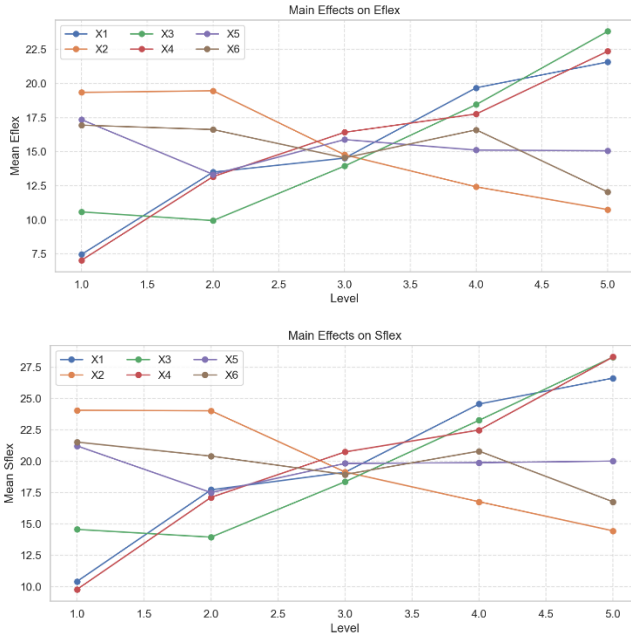 Main Effects on Eflex
X1 X3 X5
X2 X4 X6
22.5
20.0
17.5
15.0
12.5
10.0
7.5
Mean Eflex
1.0 1.5 2.0 2.5 3.0 3.5 4.0 4.5 5.0
Level
Main Effects on Sflex
X1 X3 X5
X2 X4 X6
27.5
25.0
22.5
20.0
17.5
15.0
12.5
10.0
Mean Sflex
1.0 1.5 2.0 2.5 3.0 3.5 4.0 4.5 5.0
Level